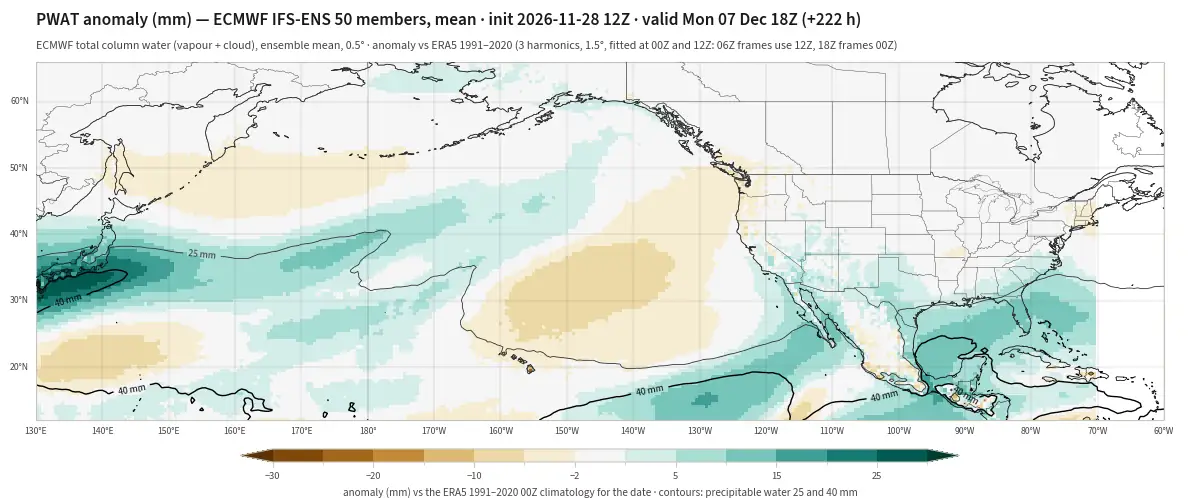 PWAT anomaly (mm) — ECMWF IFS-ENS 50 members, mean · init 2026-11-28 12Z · valid Mon 07 Dec 18Z (+222 h)
ECMWF total column water (vapour + cloud), ensemble mean, 0.5° · anomaly vs ERA5 1991–2020 (3 harmonics, 1.5°, fitted at 00Z and 12Z: 06Z frames use 12Z, 18Z frames 00Z)
60°N
50°N
40°N
25 mm
30°N
40 mm
20°N
40 mm
40 mm
40 mm
130°E 140°E 150°E 160°E 170°E 180° 170°W 160°W 150°W 140°W 130°W 120°W 110°W 100°W 90°W 80°W 70°W 60°W
−30 −20 −10 −2 5 15 25
anomaly (mm) vs the ERA5 1991–2020 00Z climatology for the date · contours: precipitable water 25 and 40 mm